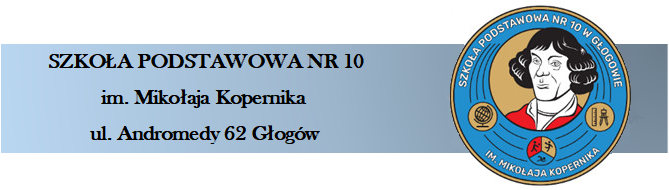 SZKOŁA PODSTAWOWA NR 10
im. Mikołaja Kopernika
ul. Andromedy 62 Głogów
SZKOŁA PODSTAWOWA NR 10 W GŁOGOWIE
IM. MIKOŁAJA KOPERNIKA